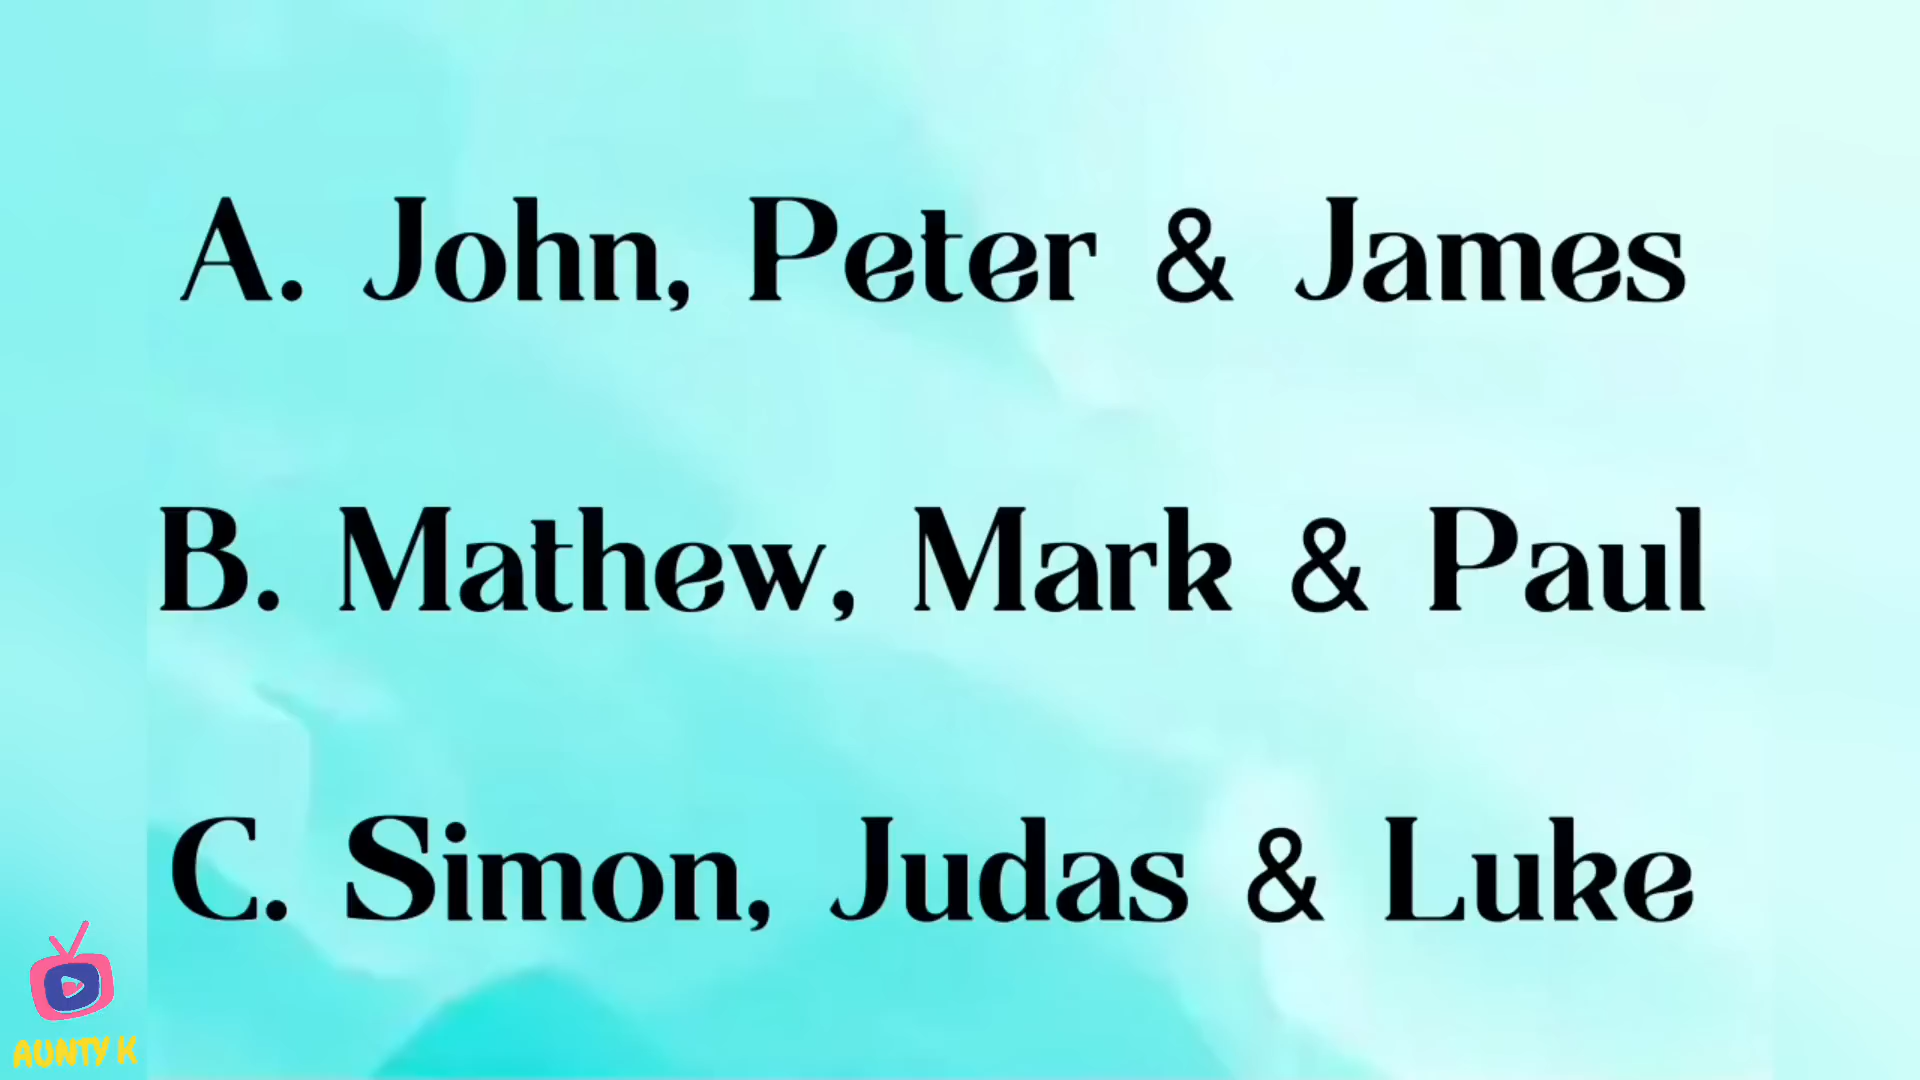 A. John, Peter & James
B. Mathew, Mark & Paul
C. Simon, Judas & Luke
AUNTY K